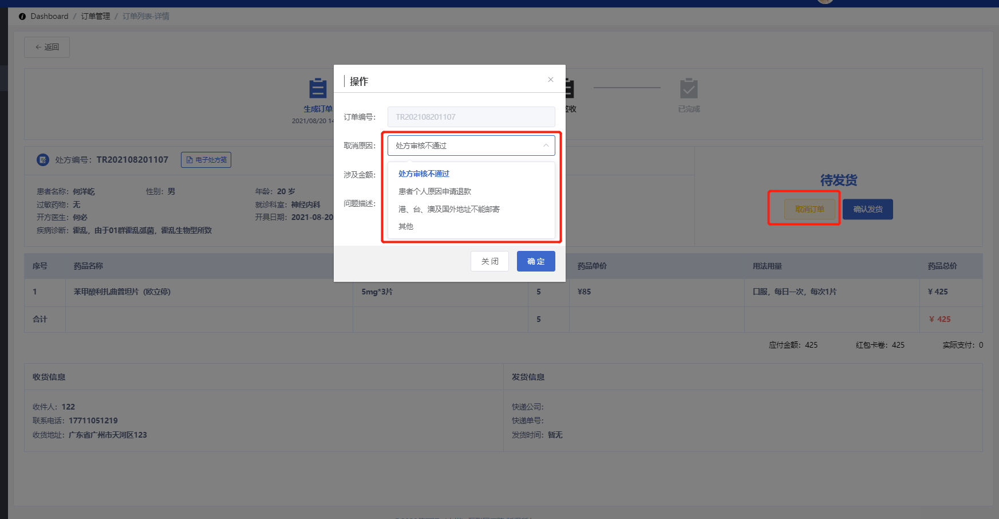 Dashboard / 订单管理 / 订单列表-详情
← 返回
生成订单
2021/08/20 14
签收
已完成
操作
×
订单编号： TR202108201107
取消原因： 处方审核不通过
处方审核不通过
患者个人原因申请退款
港、台、澳及国外地址不能邮寄
其他
涉及金额：
问题描述：
关 闭
确 定
处方编号：TR202108201107
电子处方笺
患者名称：何洋屹 性别：男 年龄：20 岁
过敏药物：无 就诊科室：神经内科
开方医生：何必 开具日期：2021-08-20
疾病诊断：霍乱，由于01群霍乱弧菌，霍乱生物型所致
待发货
取消订单
确认发货
序号 药品名称 药品单价 用法用量 药品总价
1 苯甲酸利扎曲普坦片（欧立停） 5mg*3片 5 ¥85 口服，每日一次，每次1片 ¥ 425
合计 5 ¥ 425
应付金额：425 红包卡卷：425 实际支付：0
收货信息
收件人：122
联系电话：17711051219
收货地址：广东省广州市天河区123
发货信息
快递公司：
快递单号：
发货时间：暂无